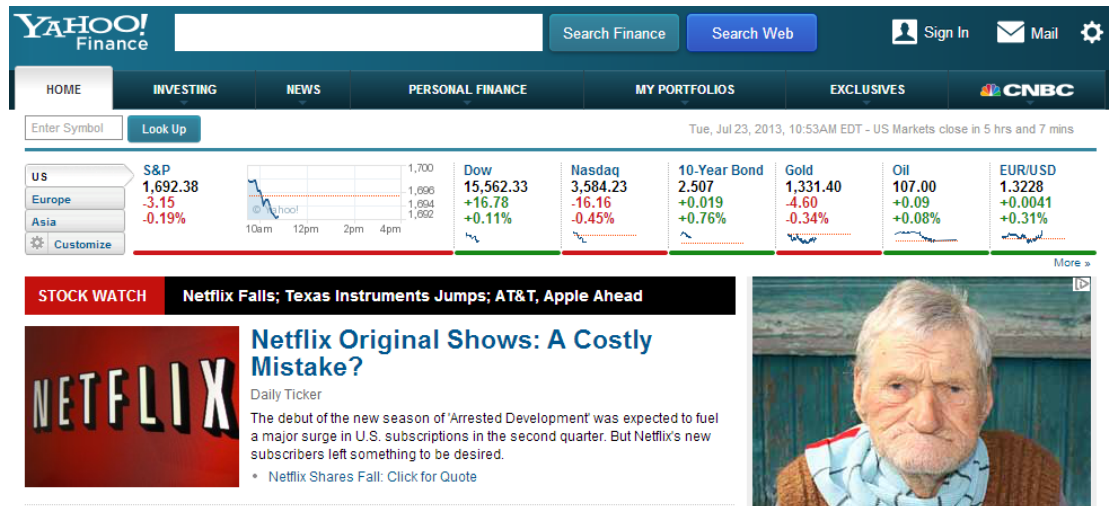 YAHOO!
Finance
Search Finance
Search Web
Sign In
Mail
HOME
INVESTING
NEWS
PERSONAL FINANCE
MY PORTFOLIOS
EXCLUSIVES
CNBC
Enter Symbol
Look Up
Tue, Jul 23, 2013, 10:53AM EDT - US Markets close in 5 hrs and 7 mins
US
Europe
Asia
Customize
S&P
1,692.38
-3.15
-0.19%
© Yahoo!
1,700
1,696
1,694
1,692
10am 12pm 2pm 4pm
Dow
15,562.33
+16.78
+0.11%
Nasdaq
3,584.23
-16.16
-0.45%
10-Year Bond
2.507
+0.019
+0.76%
Gold
1,331.40
-4.60
-0.34%
Oil
107.00
+0.09
+0.08%
EUR/USD
1.3228
+0.0041
+0.31%
More »
STOCK WATCH
Netflix Falls; Texas Instruments Jumps; AT&T, Apple Ahead
NETFLIX
Netflix Original Shows: A Costly
Mistake?
Daily Ticker
The debut of the new season of 'Arrested Development' was expected to fuel
a major surge in U.S. subscriptions in the second quarter. But Netflix's new
subscribers left something to be desired.
• Netflix Shares Fall: Click for Quote